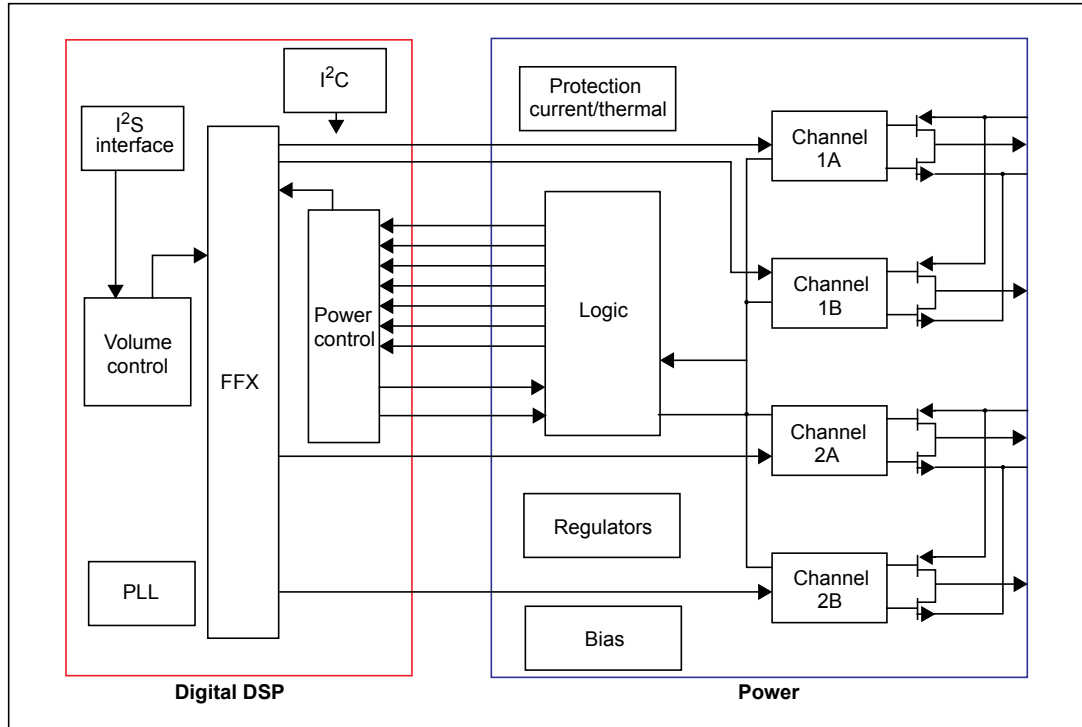 I²C
Protection
current/thermal
I²S
interface
Channel
1A
Channel
1B
Logic
Power
control
Volume
control
FFX
Channel
2A
Regulators
Channel
2B
PLL
Bias
Digital DSP
Power